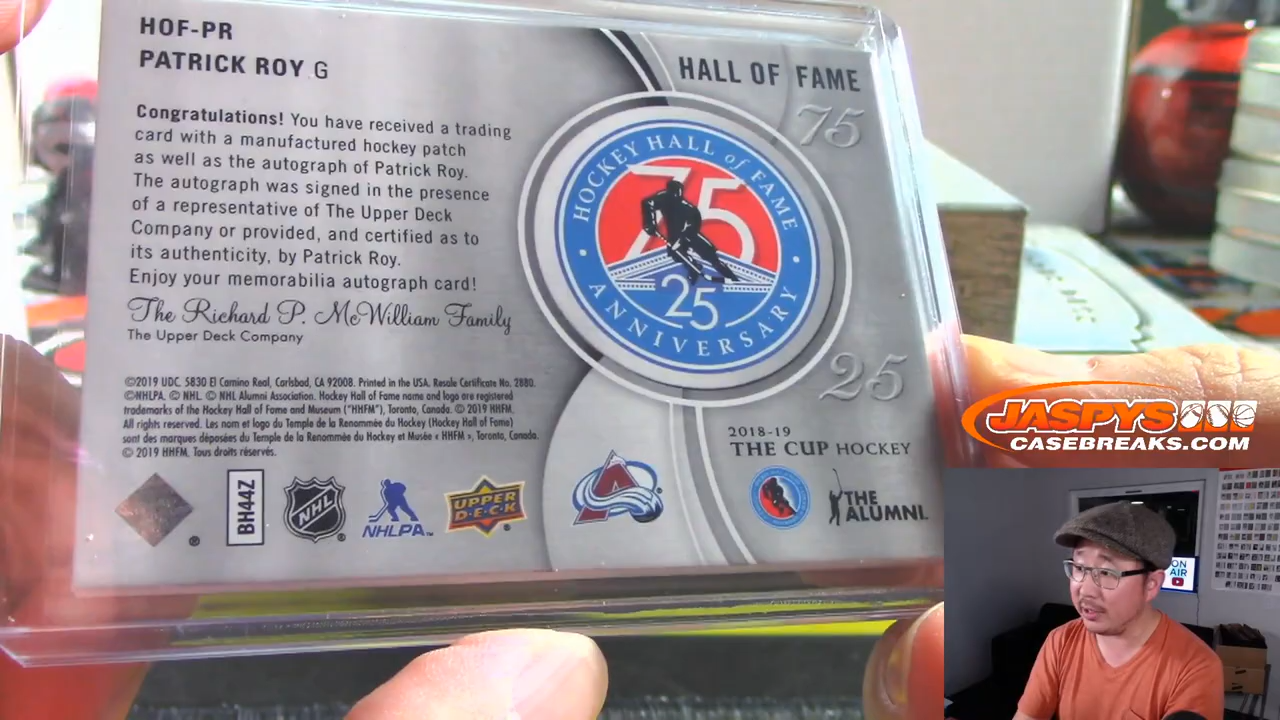 HOF-PR
PATRICK ROY G
Congratulations! You have received a trading
card with a manufactured hockey patch
as well as the autograph of Patrick Roy.
The autograph was signed in the presence
of a representative of The Upper Deck
Company or provided, and certified as to
its authenticity, by Patrick Roy.
Enjoy your memorabilia autograph card!
The Richard P. McWilliam Family
The Upper Deck Company
©2019 UDC. 5830 El Camino Real, Carlsbad, CA 92008. Printed in the USA. Resale Certificate No. 2880.
©NHLPA. © NHL. © NHL Alumni Association. Hockey Hall of Fame name and logo are registered
trademarks of the Hockey Hall of Fame and Museum ("HHFM"), Toronto, Canada. © 2019 HHFM.
All rights reserved. Les nom et logo du Temple de la Renommée du Hockey (Hockey Hall of Fame)
sont des marques déposées du Temple de la Renommée du Hockey et Musée « HHFM », Toronto, Canada.
© 2019 HHFM. Tous droits réservés.
BH44Z
NHL
NHLPA
UPPER
DECK
HALL OF FAME
75
HOCKEY HALL of FAME
75
25
ANNIVERSARY
25
2018-19
THE CUP HOCKEY
THE
ALUMNI
JASPYS
CASEBREAKS.COM
ON
AIR